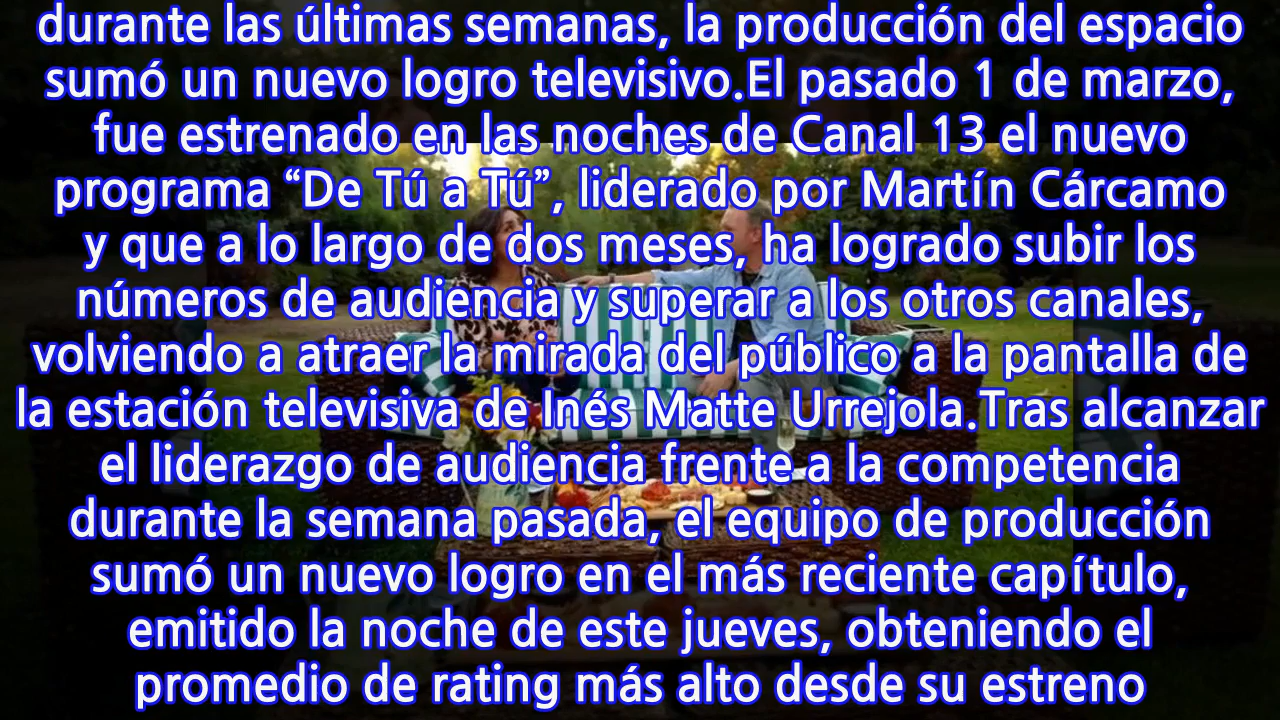 durante las últimas semanas, la producción del espacio
sumó un nuevo logro televisivo.El pasado 1 de marzo,
fue estrenado en las noches de Canal 13 el nuevo
programa “De Tú a Tú”, liderado por Martín Cárcamo
y que a lo largo de dos meses, ha logrado subir los
números de audiencia y superar a los otros canales,
volviendo a atraer la mirada del público a la pantalla de
la estación televisiva de Inés Matte Urrejola.Tras alcanzar
el liderazgo de audiencia frente a la competencia
durante la semana pasada, el equipo de producción
sumó un nuevo logro en el más reciente capítulo,
emitido la noche de este jueves, obteniendo el
promedio de rating más alto desde su estreno